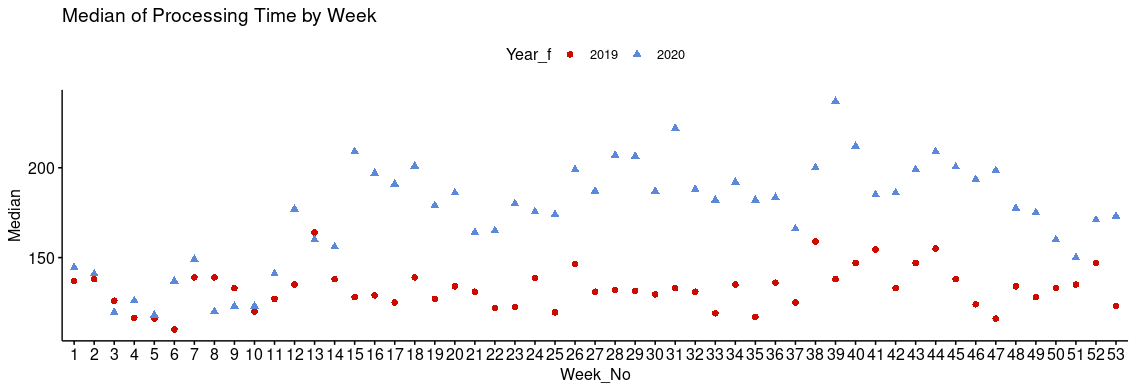 Median of Processing Time by Week
Year_f 2019 2020
Median
200
150
1 2 3 4 5 6 7 8 9 10 11 12 13 14 15 16 17 18 19 20 21 22 23 24 25 26 27 28 29 30 31 32 33 34 35 36 37 38 39 40 41 42 43 44 45 46 47 48 49 50 51 52 53
Week_No